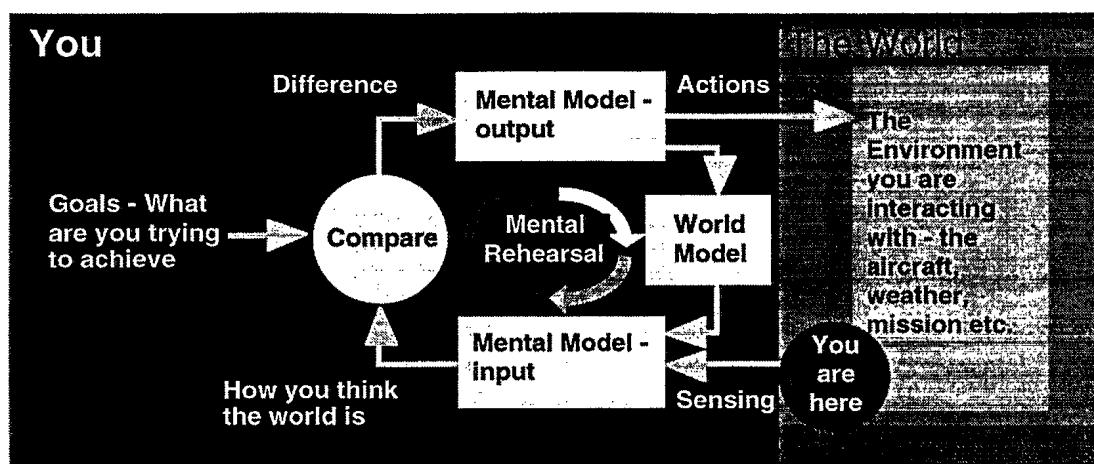 You
The World
Difference
Mental Model -
output
Actions
Goals - What
are you trying
to achieve
Compare
Mental
Rehearsal
World
Model
The
Environment
you are
interacting
with - the
aircraft,
weather,
mission etc.
Mental Model -
input
How you think
the world is
Sensing
You
are
here